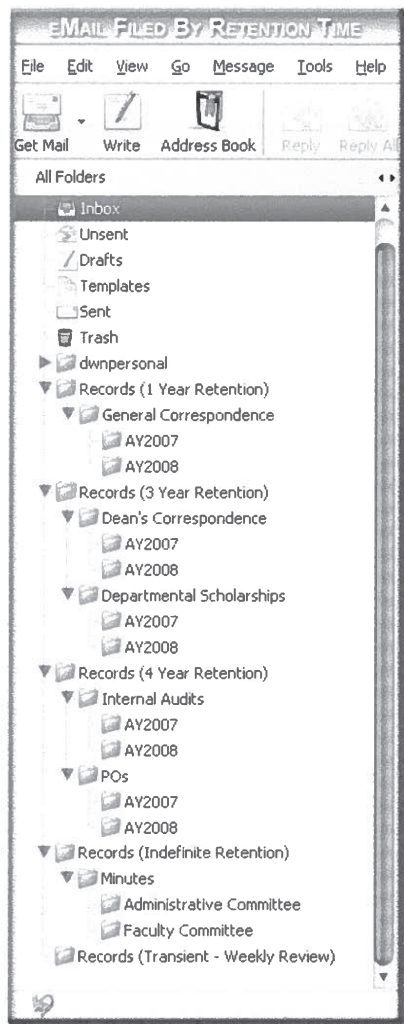 EMAIL FILED BY RETENTION TIME
File Edit View Go Message Tools Help
Get Mail Write Address Book Reply Reply All
All Folders
Inbox
Unsent
Drafts
Templates
Sent
Trash
dwnpersonal
Records (1 Year Retention)
General Correspondence
AY2007
AY2008
Records (3 Year Retention)
Dean's Correspondence
AY2007
AY2008
Departmental Scholarships
AY2007
AY2008
Records (4 Year Retention)
Internal Audits
AY2007
AY2008
POs
AY2007
AY2008
Records (Indefinite Retention)
Minutes
Administrative Committee
Faculty Committee
Records (Transient - Weekly Review)